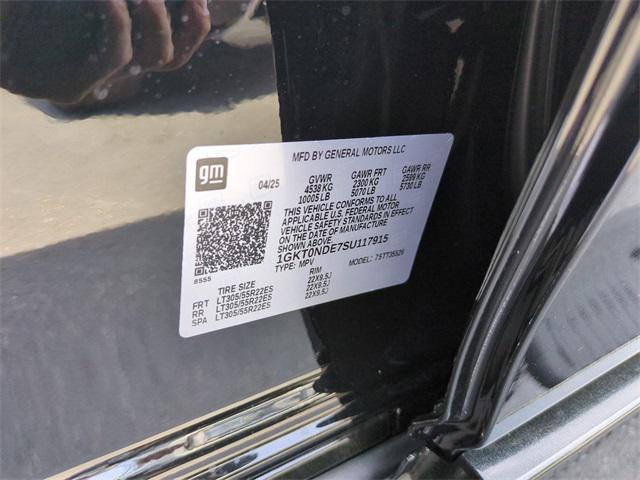 MFD BY GENERAL MOTORS LLC
gm
04/25
GVWR GAWR FRT GAWR RR
4538 KG 2300 KG 2599 KG
10005 LB 5070 LB 5730 LB
THIS VEHICLE CONFORMS TO ALL
APPLICABLE U.S. FEDERAL MOTOR
VEHICLE SAFETY STANDARDS IN EFFECT
ON THE DATE OF MANUFACTURE
SHOWN ABOVE
1GKT0NDE7SU117915
TYPE: MPV MODEL: 7STT35526
8555
TIRE SIZE RIM
FRT LT305/55R22ES 22X9.5J
RR LT305/55R22ES 22X9.5J
SPA LT305/55R22ES 22X9.5J